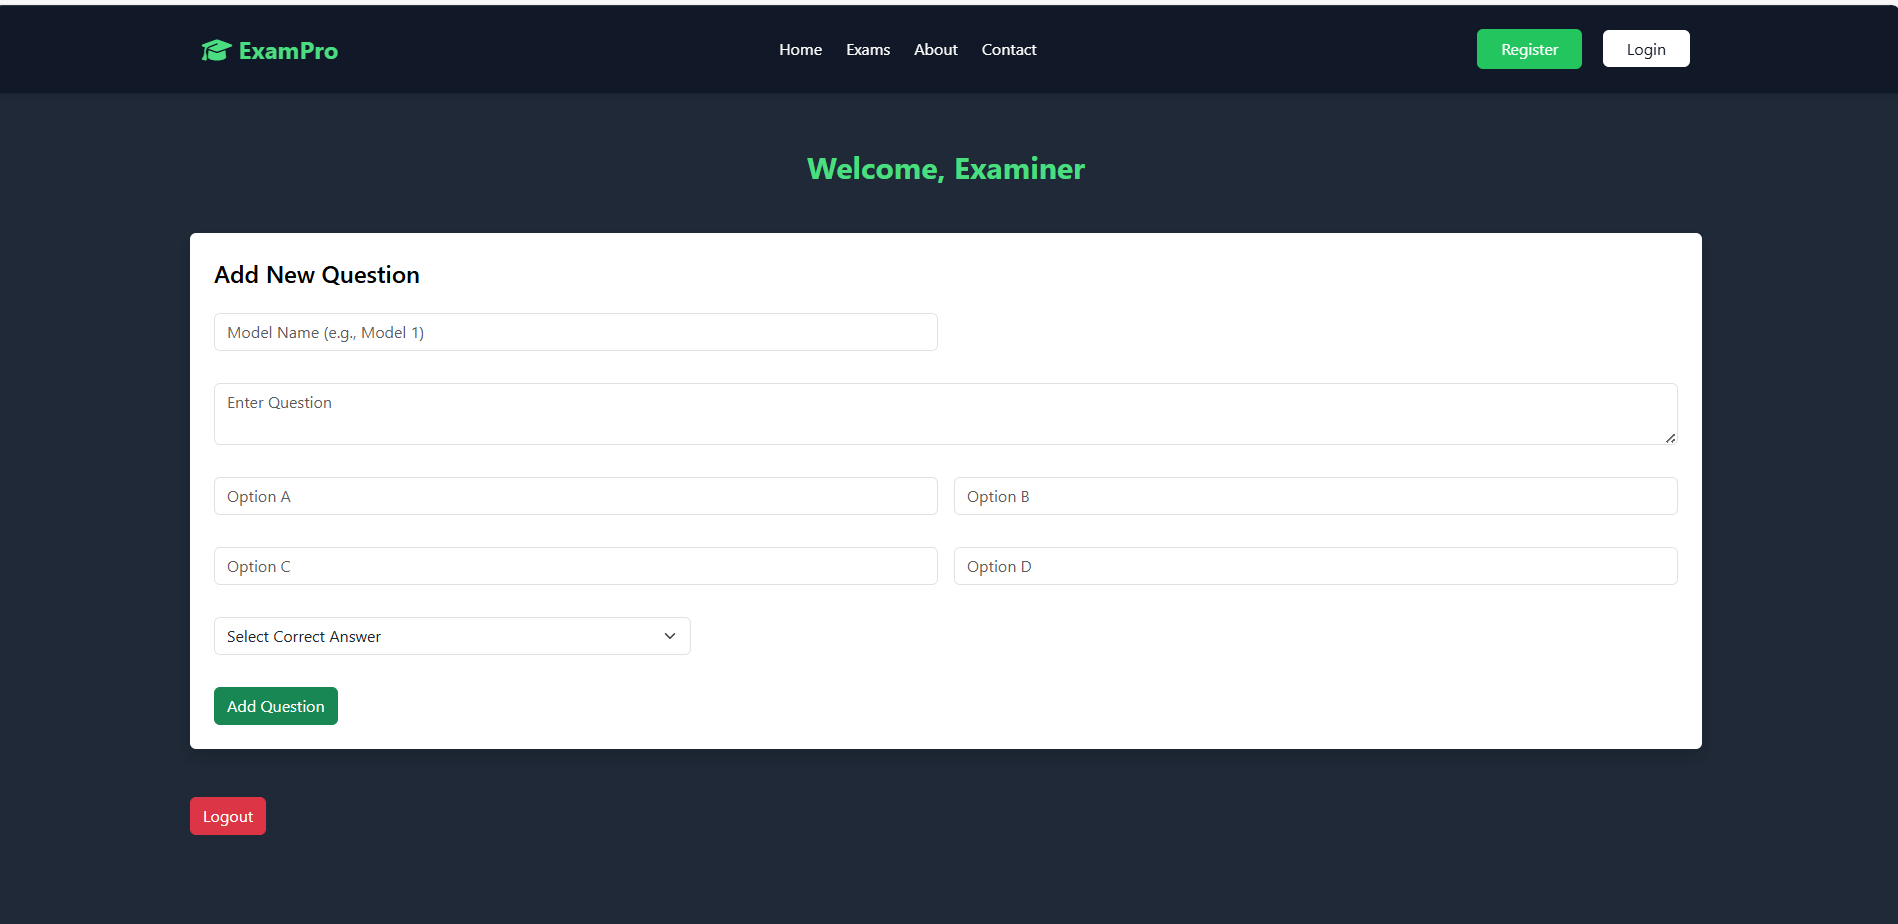 ExamPro
Home Exams About Contact
Register Login
Welcome, Examiner
Add New Question
Model Name (e.g., Model 1)
Enter Question
Option A Option B
Option C Option D
Select Correct Answer
Add Question
Logout